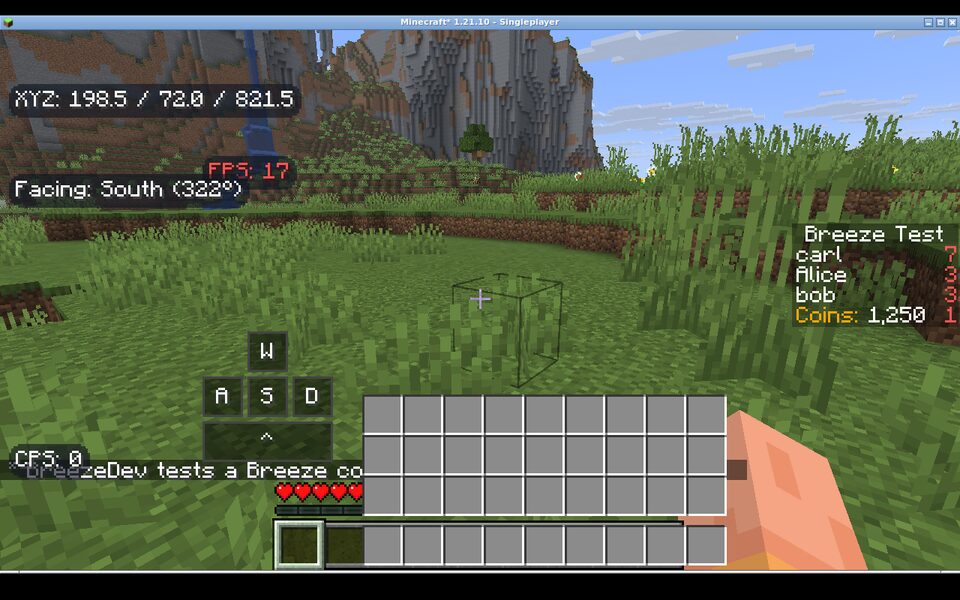 Minecraft* 1.21.10 - Singleplayer
XYZ: 198.5 / 72.0 / 821.5
FPS: 17
Facing: South (322°)
Breeze Test
carl 7
Alice 3
bob 3
Coins: 1,250 1
W
A S D
^
CPS: 0
BreezeDev tests a Breeze co